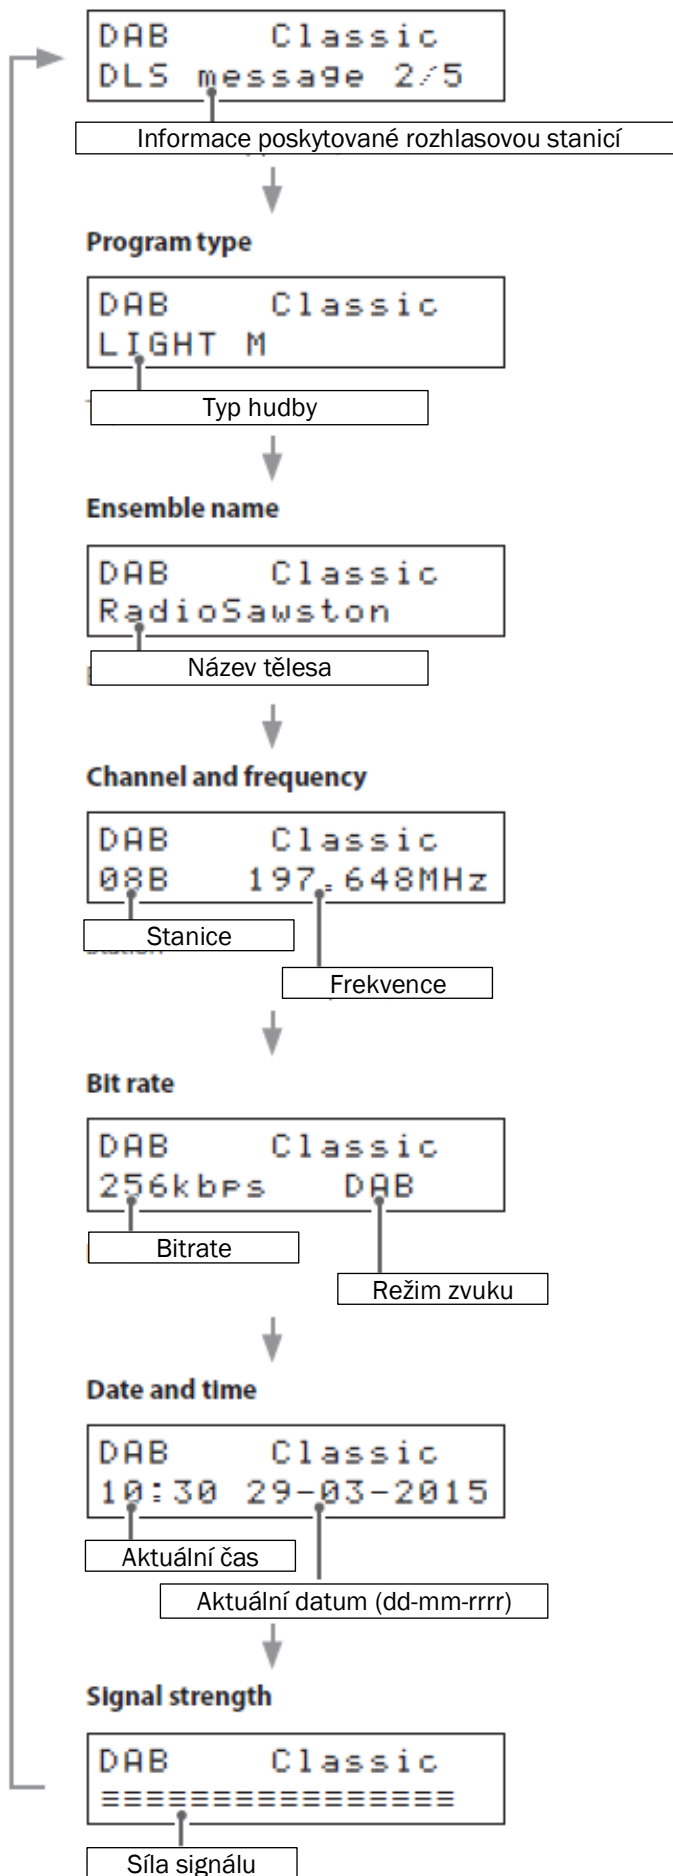 DAB Classic
DLS message 2/5
Informace poskytované rozhlasovou stanicí
Program type
DAB Classic
LIGHT M
Typ hudby
Ensemble name
DAB Classic
RadioSawston
Název tělesa
Channel and frequency
DAB Classic
08B 197.648MHz
Stanice
Frekvence
Bit rate
DAB Classic
256kbps DAB
Bitrate
Režim zvuku
Date and time
DAB Classic
10:30 29-03-2015
Aktuální čas
Aktuální datum (dd-mm-rrrr)
Signal strength
DAB Classic
Síla signálu